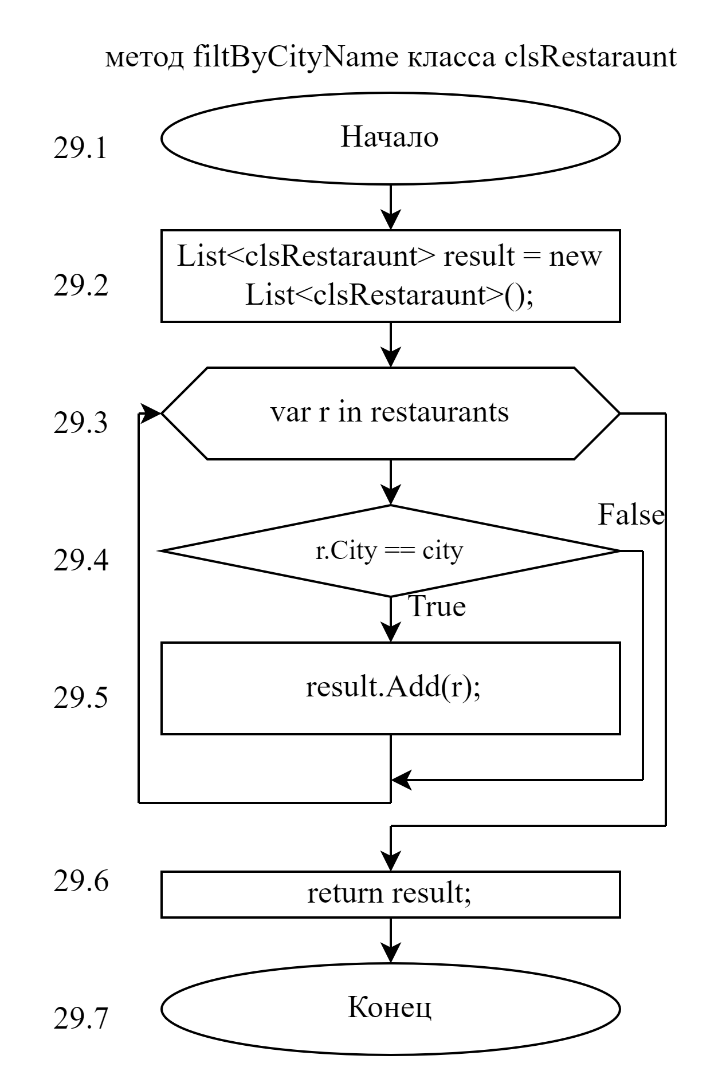 метод filtByCityName класса clsRestaraunt
29.1
Начало
29.2
List<clsRestaraunt> result = new
List<clsRestaraunt>();
29.3
var r in restaurants
False
29.4
r.City == city
True
29.5
result.Add(r);
29.6
return result;
29.7
Конец